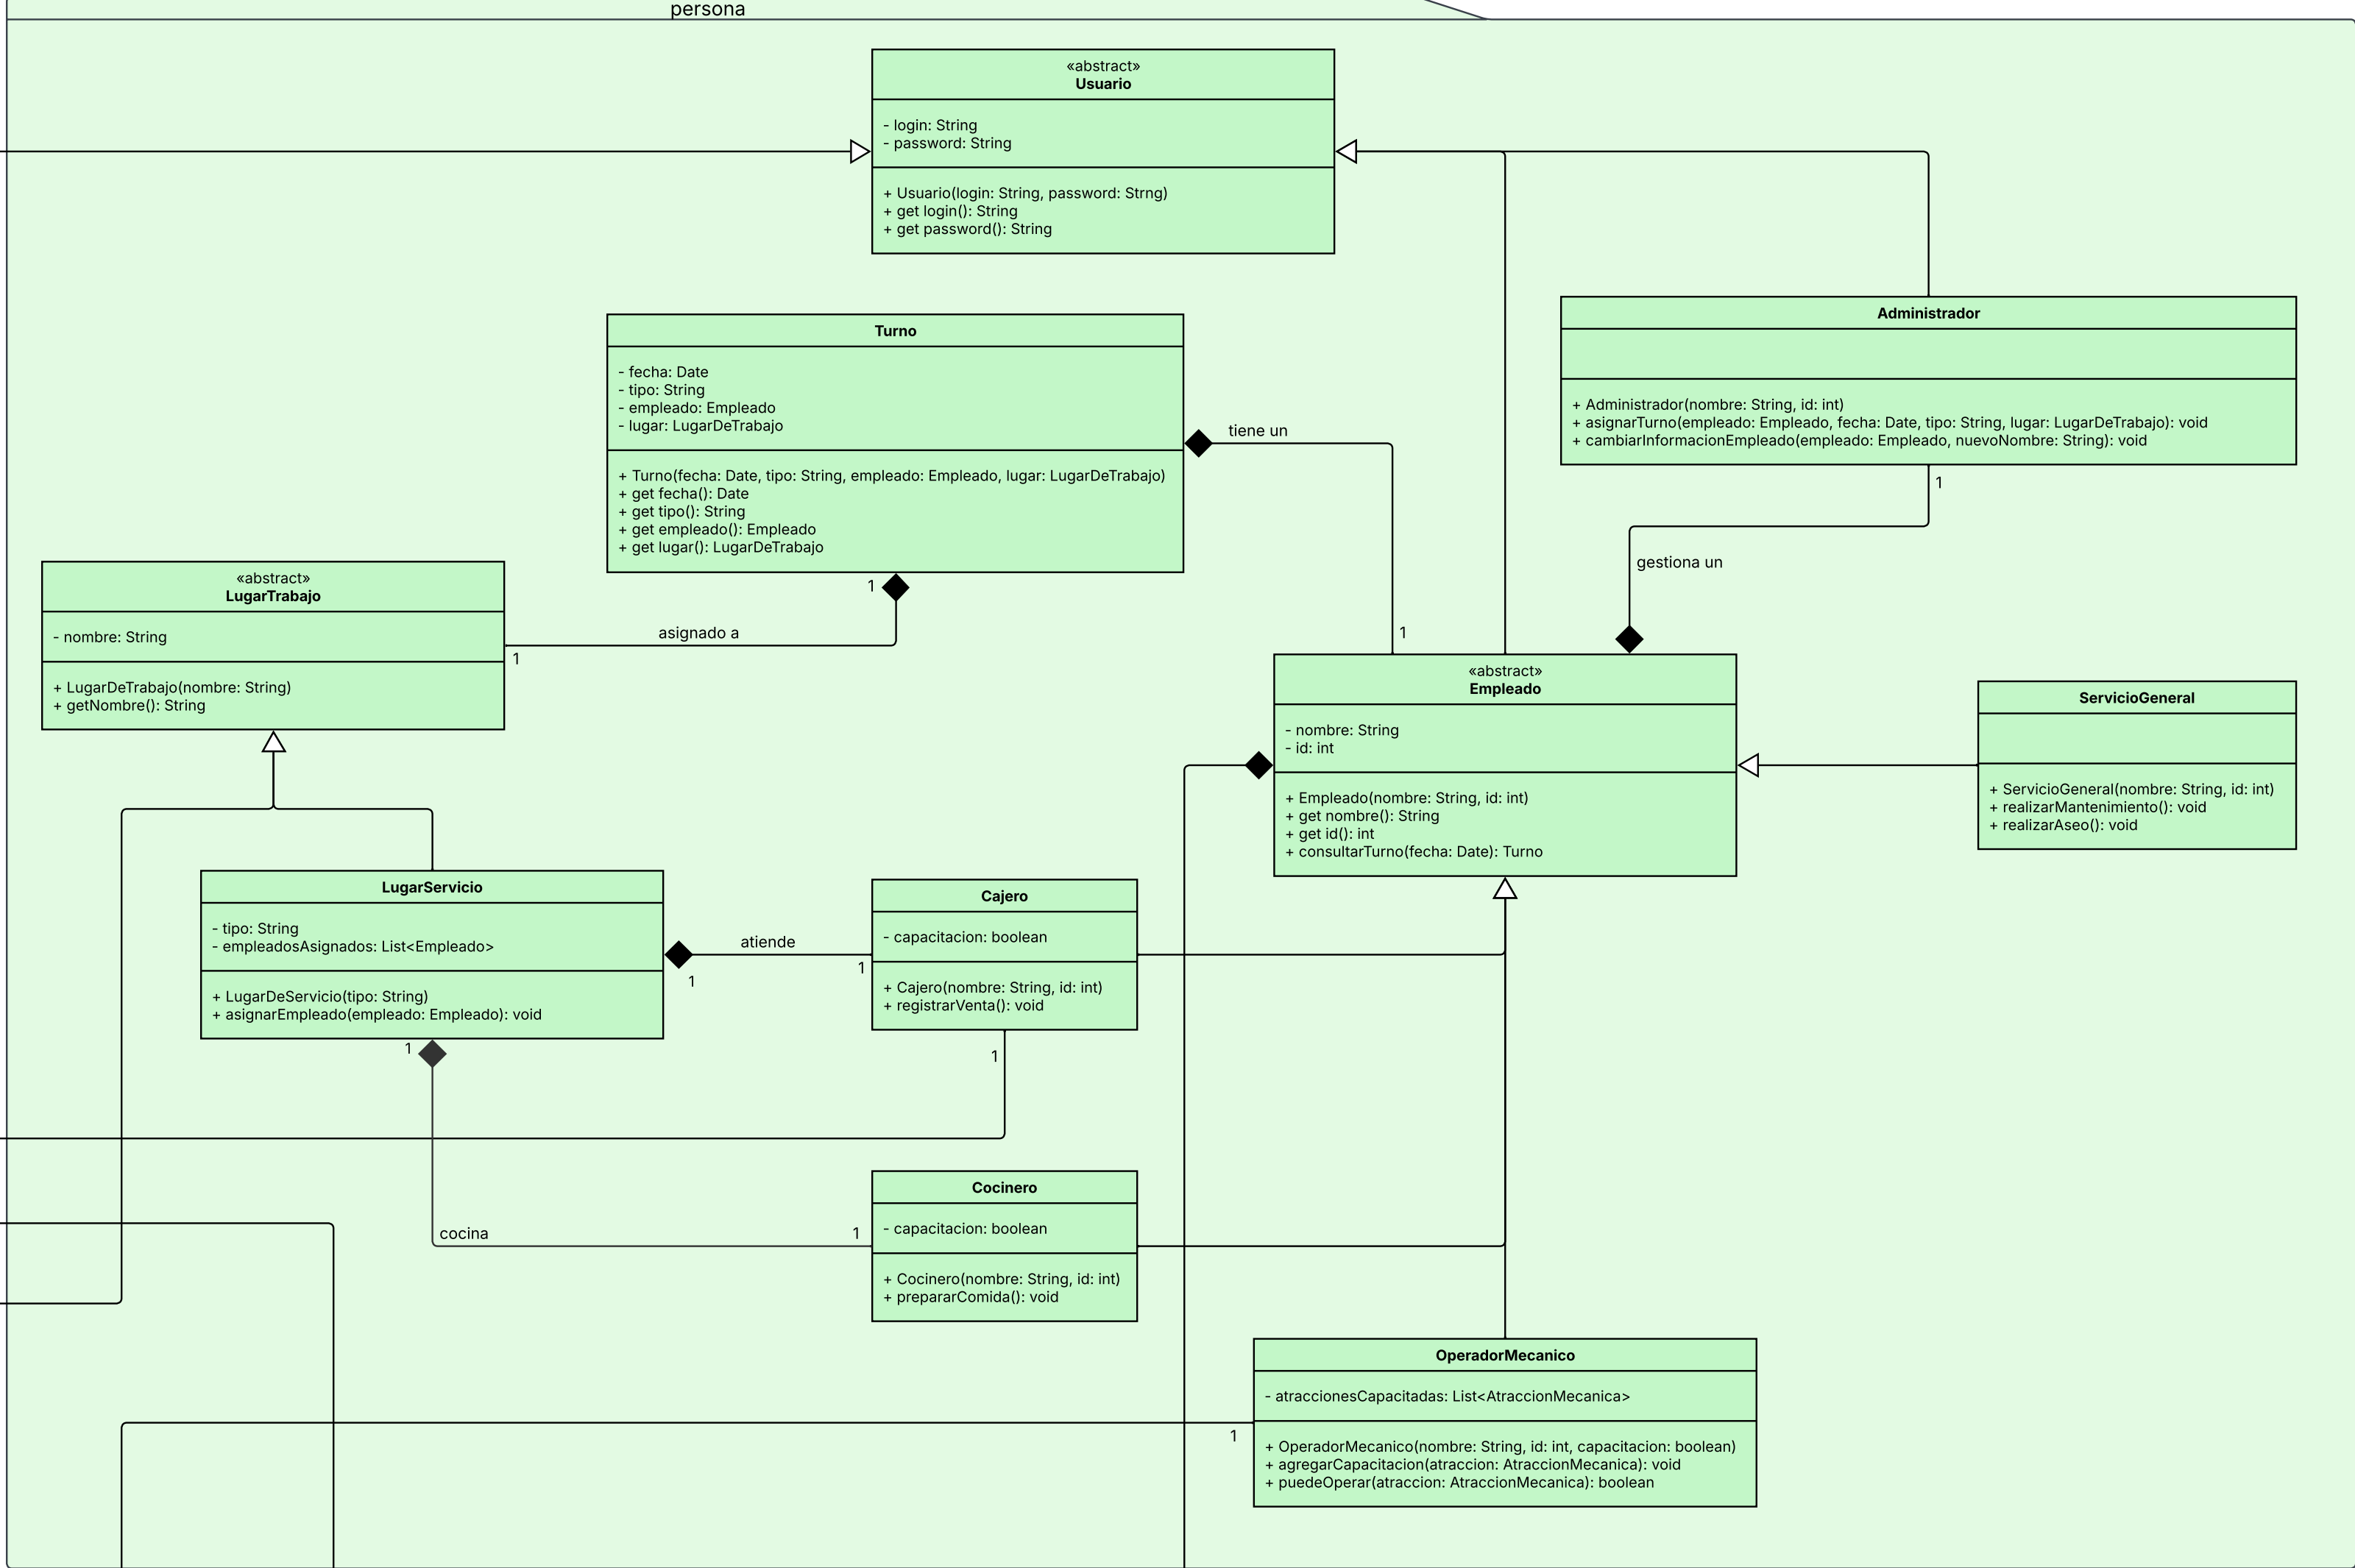 persona
«abstract»
Usuario
- login: String
- password: String
+ Usuario(login: String, password: Strng)
+ get login(): String
+ get password(): String
Turno
- fecha: Date
- tipo: String
- empleado: Empleado
- lugar: LugarDeTrabajo
+ Turno(fecha: Date, tipo: String, empleado: Empleado, lugar: LugarDeTrabajo)
+ get fecha(): Date
+ get tipo(): String
+ get empleado(): Empleado
+ get lugar(): LugarDeTrabajo
tiene un
1
1
asignado a
1
Administrador
+ Administrador(nombre: String, id: int)
+ asignarTurno(empleado: Empleado, fecha: Date, tipo: String, lugar: LugarDeTrabajo): void
+ cambiarInformacionEmpleado(empleado: Empleado, nuevoNombre: String): void
1
gestiona un
«abstract»
LugarTrabajo
- nombre: String
+ LugarDeTrabajo(nombre: String)
+ getNombre(): String
«abstract»
Empleado
- nombre: String
- id: int
+ Empleado(nombre: String, id: int)
+ get nombre(): String
+ get id(): int
+ consultarTurno(fecha: Date): Turno
ServicioGeneral
+ ServicioGeneral(nombre: String, id: int)
+ realizarMantenimiento(): void
+ realizarAseo(): void
LugarServicio
- tipo: String
- empleadosAsignados: List<Empleado>
+ LugarDeServicio(tipo: String)
+ asignarEmpleado(empleado: Empleado): void
atiende
1
1
1
cocina
1
Cajero
- capacitacion: boolean
+ Cajero(nombre: String, id: int)
+ registrarVenta(): void
1
Cocinero
- capacitacion: boolean
+ Cocinero(nombre: String, id: int)
+ prepararComida(): void
OperadorMecanico
- atraccionesCapacitadas: List<AtraccionMecanica>
+ OperadorMecanico(nombre: String, id: int, capacitacion: boolean)
+ agregarCapacitacion(atraccion: AtraccionMecanica): void
+ puedeOperar(atraccion: AtraccionMecanica): boolean
1